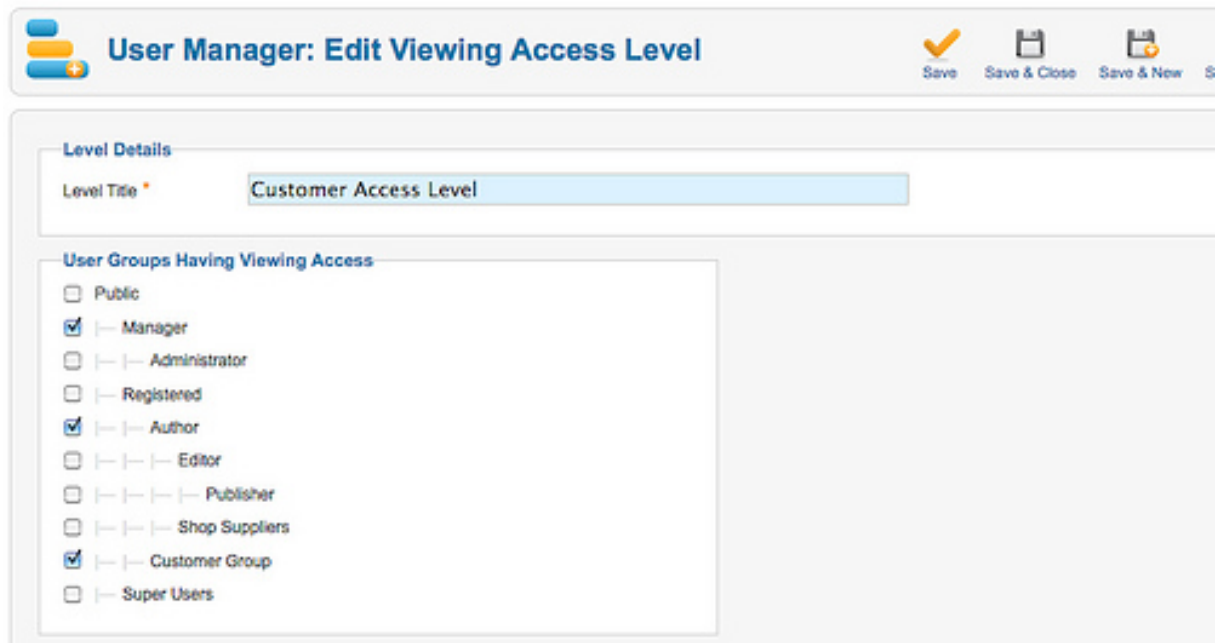 User Manager: Edit Viewing Access Level
Save
Save & Close
Save & New
S
Level Details
Level Title *
Customer Access Level
User Groups Having Viewing Access
Public
Manager
Administrator
Registered
Author
Editor
Publisher
Shop Suppliers
Customer Group
Super Users